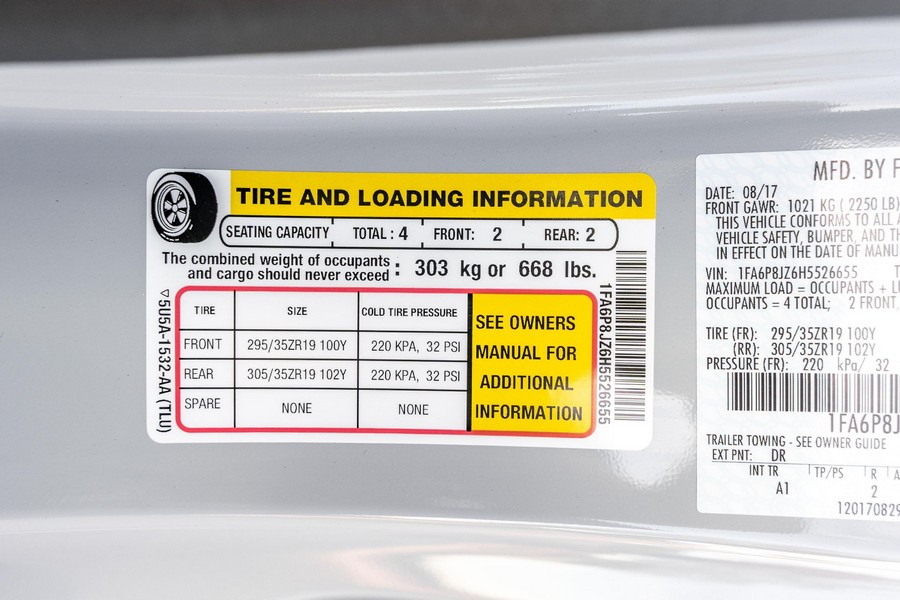 TIRE AND LOADING INFORMATION
SEATING CAPACITY TOTAL : 4 FRONT: 2 REAR: 2
The combined weight of occupants
and cargo should never exceed : 303 kg or 668 lbs.
TIRE SIZE COLD TIRE PRESSURE
FRONT 295/35ZR19 100Y 220 KPA, 32 PSI
REAR 305/35ZR19 102Y 220 KPA, 32 PSI
SPARE NONE NONE
SEE OWNERS
MANUAL FOR
ADDITIONAL
INFORMATION
5U5A-1532-AA (TLU)
1FA6P8JZ6H5526655
MFD. BY F
DATE: 08/17
FRONT GAWR: 1021 KG ( 2250 LB)
THIS VEHICLE CONFORMS TO ALL
VEHICLE SAFETY, BUMPER, AND TH
IN EFFECT ON THE DATE OF MANU
VIN: 1FA6P8JZ6H5526655 T
MAXIMUM LOAD = OCCUPANTS + LU
OCCUPANTS = 4 TOTAL; 2 FRONT,
TIRE (FR): 295/35ZR19 100Y
(RR): 305/35ZR19 102Y
PRESSURE (FR): 220 kPa/ 32
1FA6P8J
TRAILER TOWING - SEE OWNER GUIDE
EXT PNT: DR
INT TR TP/PS R A
A1 2
120170829